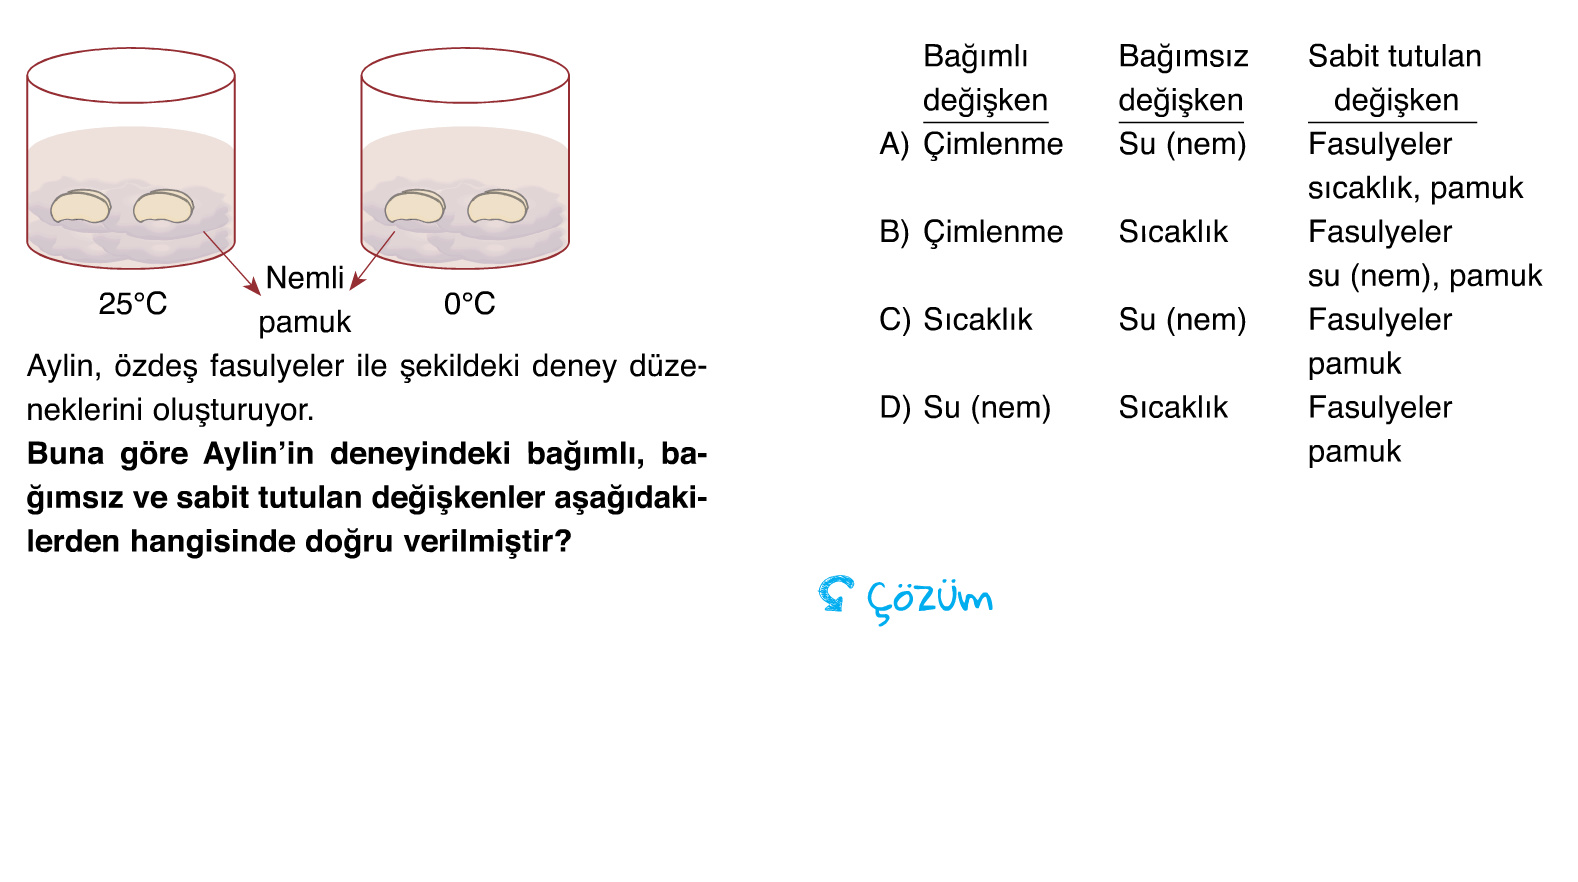 25°C
Nemli
pamuk
0°C
Aylin, özdeş fasulyeler ile şekildeki deney düze-
neklerini oluşturuyor.
Buna göre Aylin’in deneyindeki bağımlı, ba-
ğımsız ve sabit tutulan değişkenler aşağıdaki-
lerden hangisinde doğru verilmiştir?
Bağımlı Bağımsız Sabit tutulan
değişken değişken değişken
A) Çimlenme Su (nem) Fasulyeler
sıcaklık, pamuk
B) Çimlenme Sıcaklık Fasulyeler
su (nem), pamuk
C) Sıcaklık Su (nem) Fasulyeler
pamuk
D) Su (nem) Sıcaklık Fasulyeler
pamuk
Çözüm